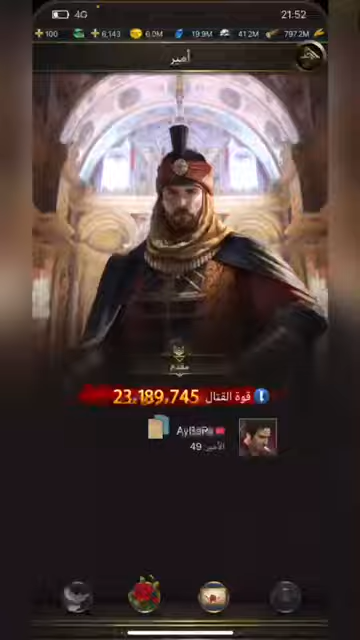 4G 21:52
100 6,143 6.0M 19.9M 41.2M 797.2M
أمير
مقدم
قوة القتال 23,189,745
الأمير 49